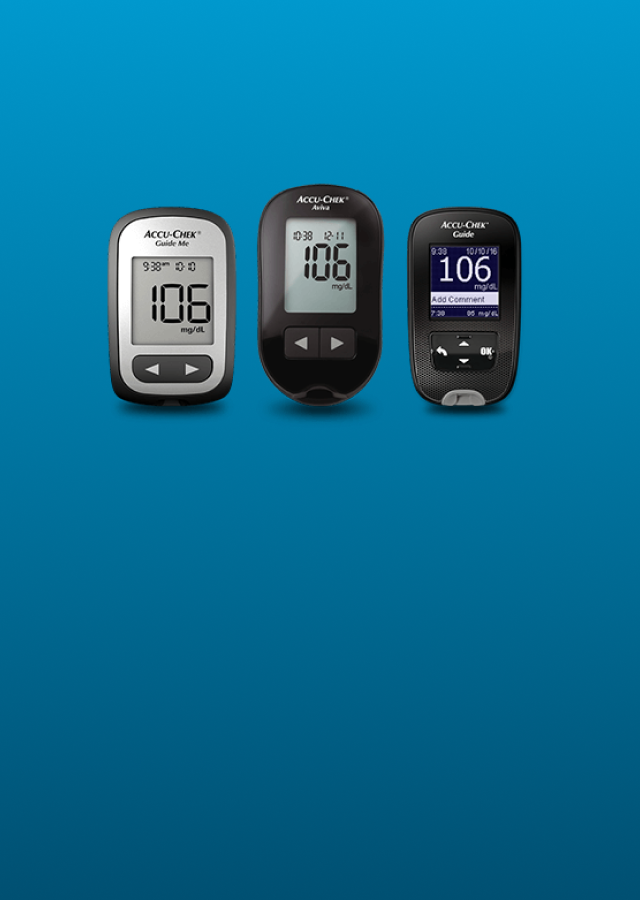 ACCU-CHEK®
Guide Me
9:38am 10-10
106
mg/dL
ACCU-CHEK®
Aviva
10:38 12-11
106
mg/dL
ACCU-CHEK®
Guide
9:38 10/10/16
106
mg/dL
Add Comment
7:38 95 mg/dL
OK